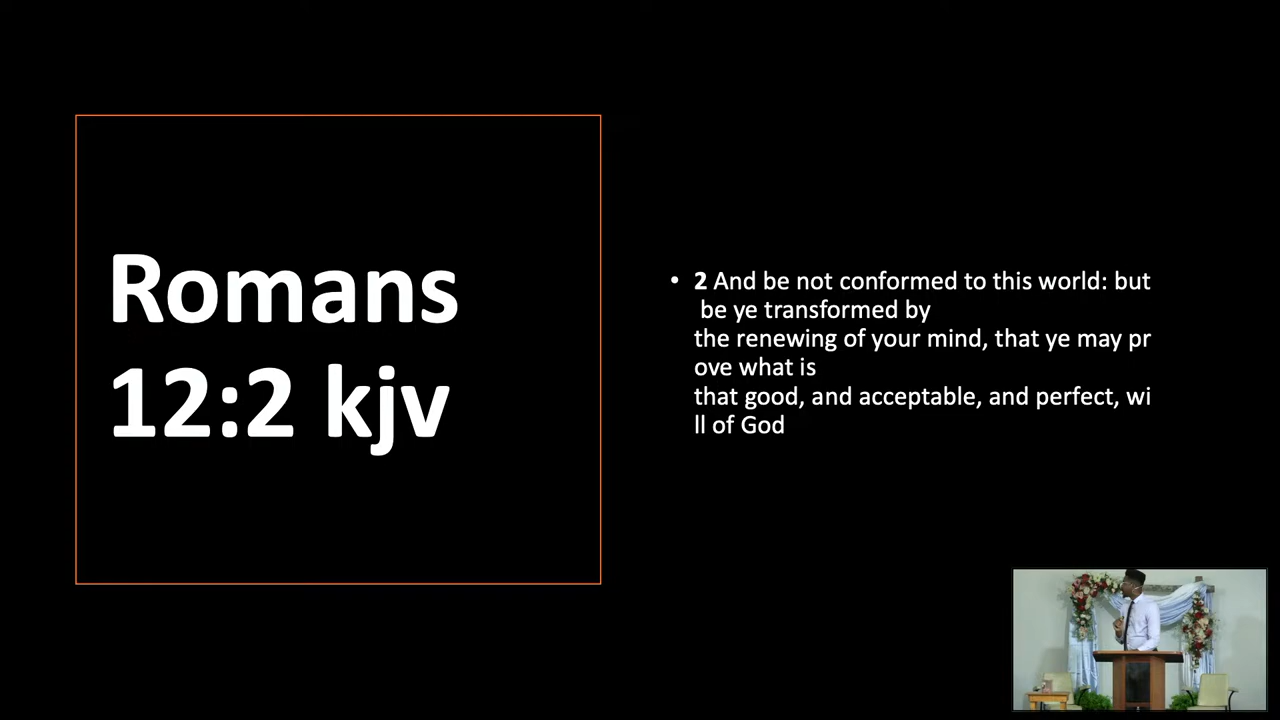 Romans
12:2 kjv
• 2 And be not conformed to this world: but
be ye transformed by
the renewing of your mind, that ye may pr
ove what is
that good, and acceptable, and perfect, wi
ll of God